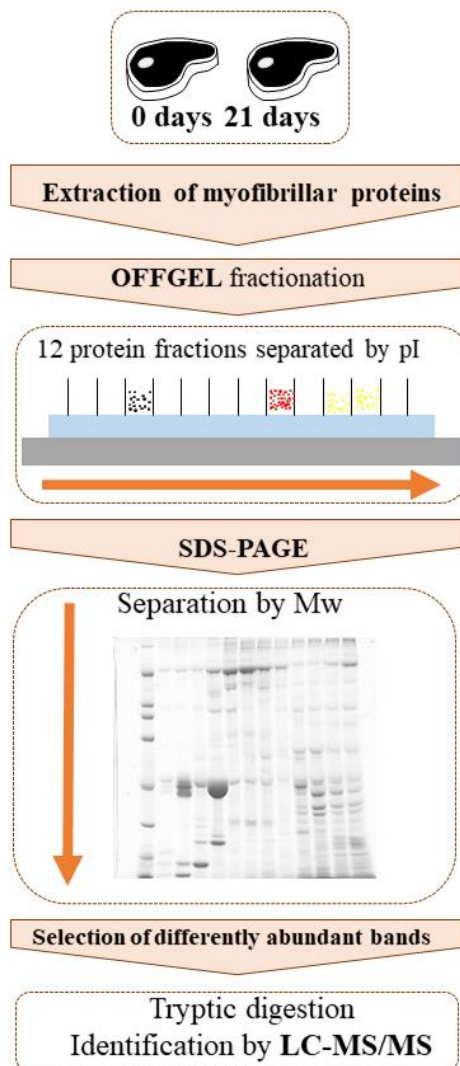 0 days 21 days
Extraction of myofibrillar proteins
OFFGEL fractionation
12 protein fractions separated by pI
SDS-PAGE
Separation by Mw
Selection of differently abundant bands
Tryptic digestion
Identification by LC-MS/MS